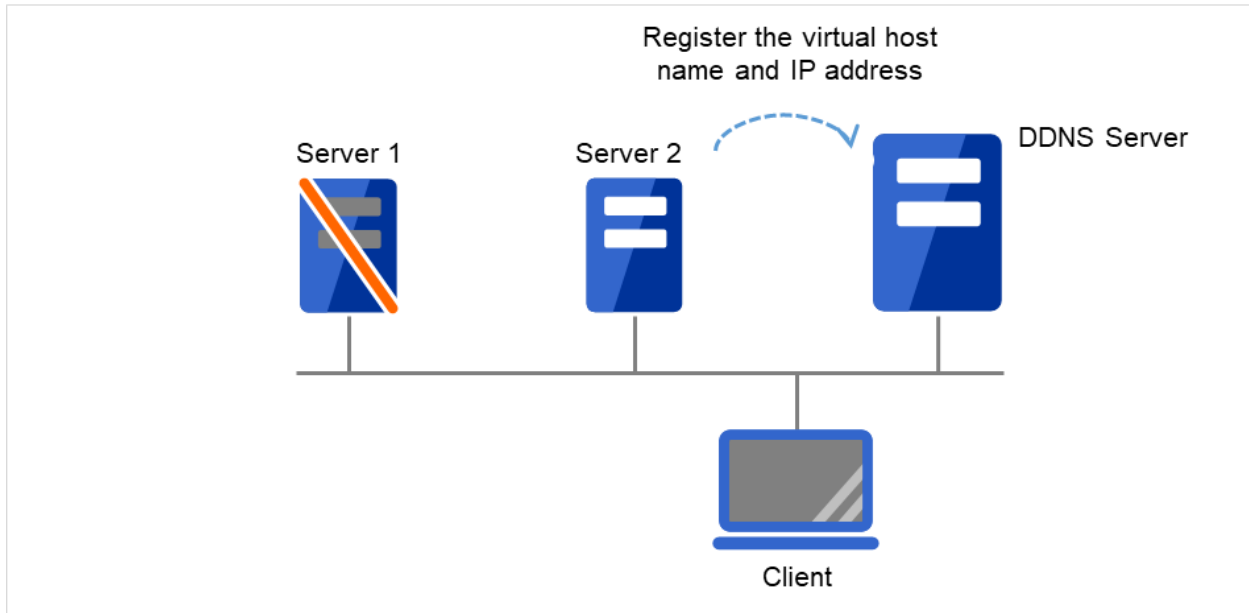 Register the virtual host
name and IP address
Server 1
Server 2
DDNS Server
Client